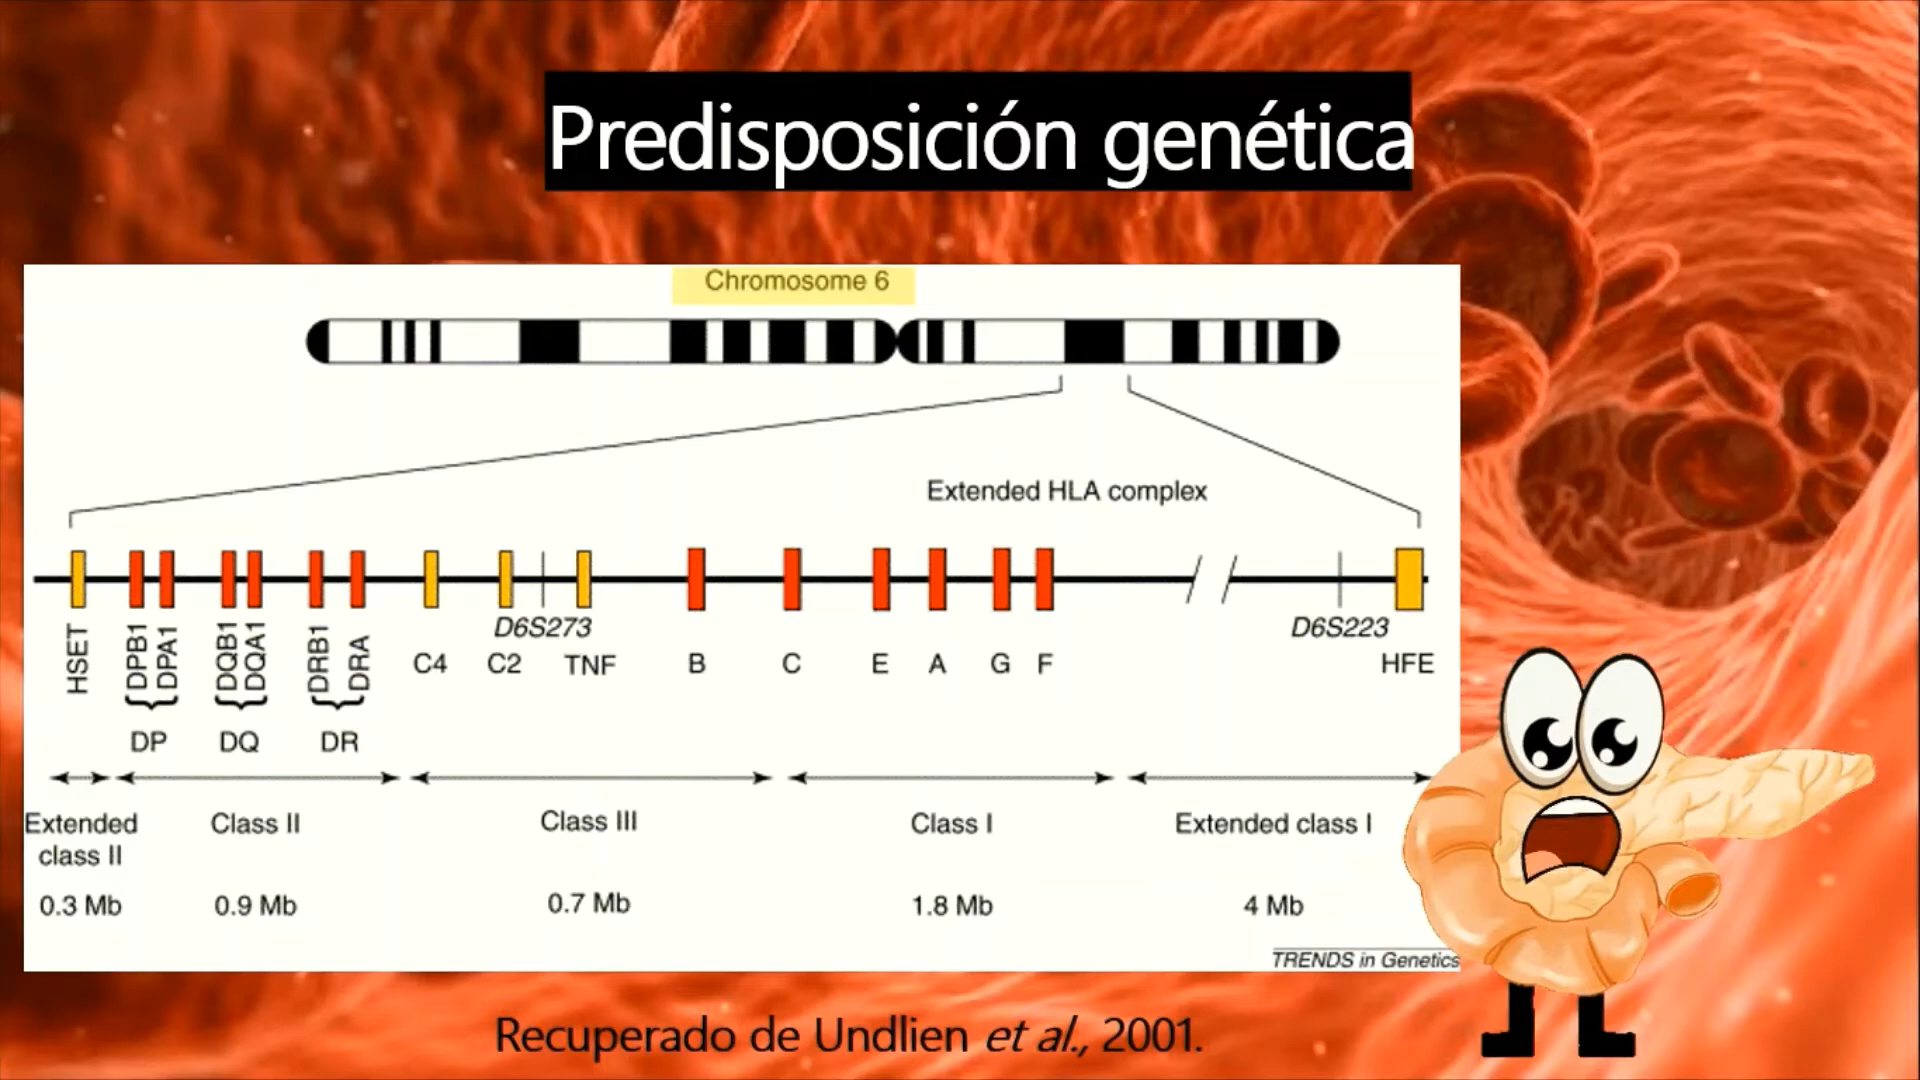 Predisposición genética
Chromosome 6
Extended HLA complex
D6S273
D6S223
HSET
DPB1
DPA1
DQB1
DQA1
DRB1
DRA
C4
C2
TNF
B
C
E
A
G
F
HFE
DP
DQ
DR
Extended class II
Class II
Class III
Class I
Extended class I
0.3 Mb
0.9 Mb
0.7 Mb
1.8 Mb
4 Mb
TRENDS in Genetics
Recuperado de Undlien et al., 2001.